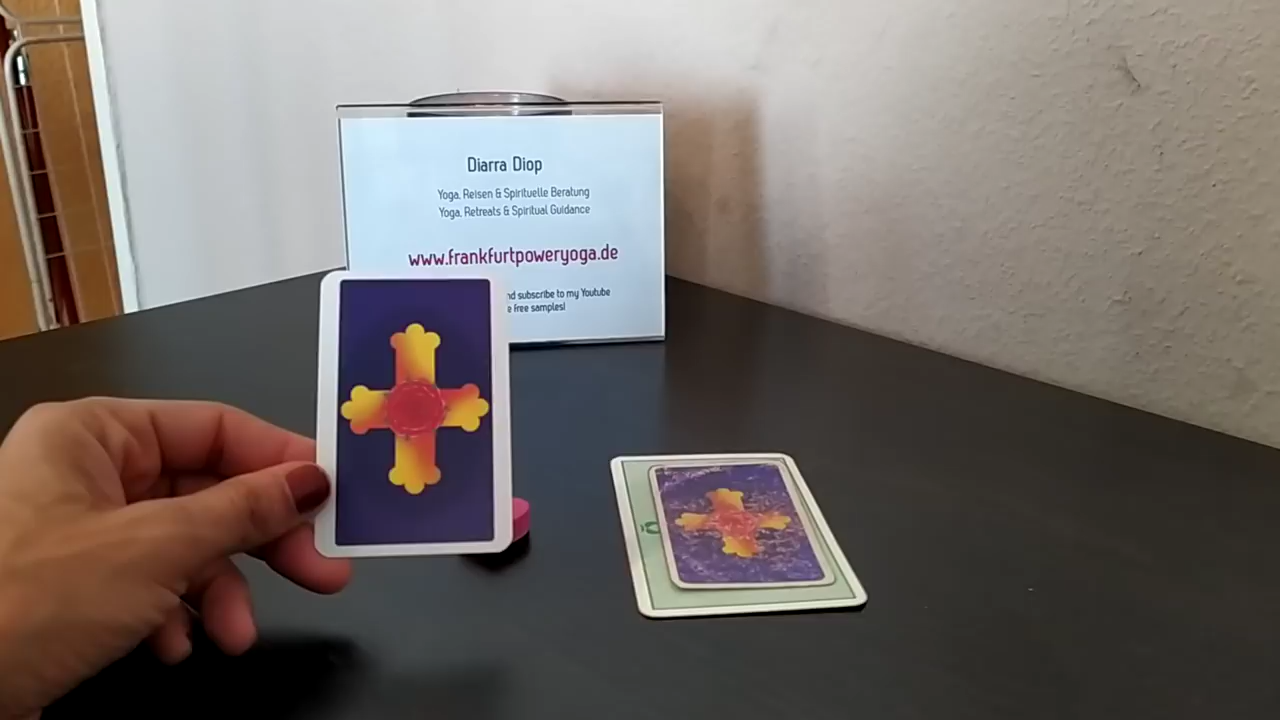 Diarra Diop
Yoga, Reisen & Spirituelle Beratung
Yoga, Retreats & Spiritual Guidance
www.frankfurtpoweryoga.de
subscribe to my Youtube
free samples!